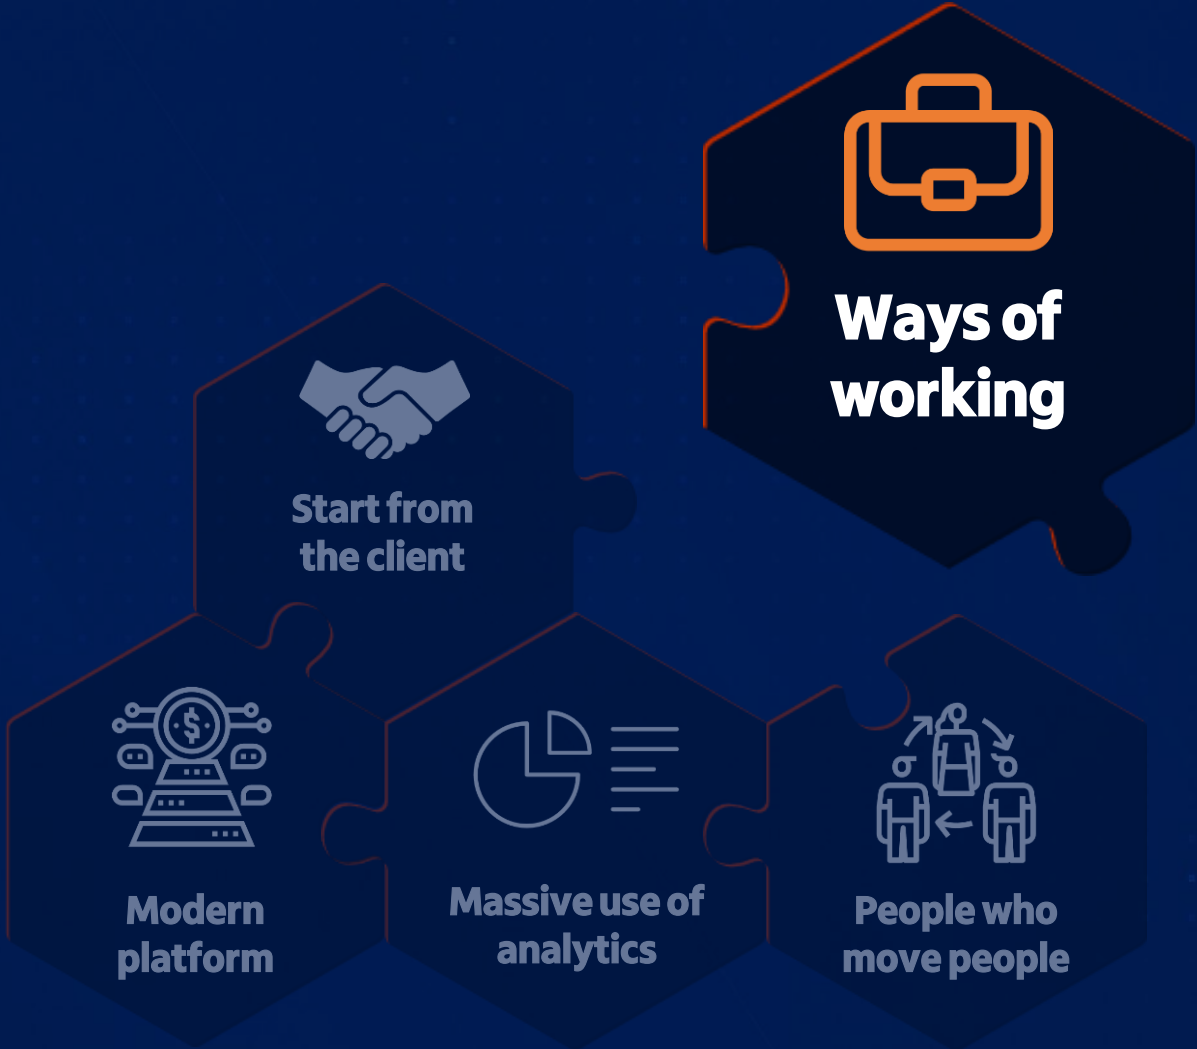 Ways of
working
Start from
the client
$
Modern
platform
Massive use of
analytics
People who
move people